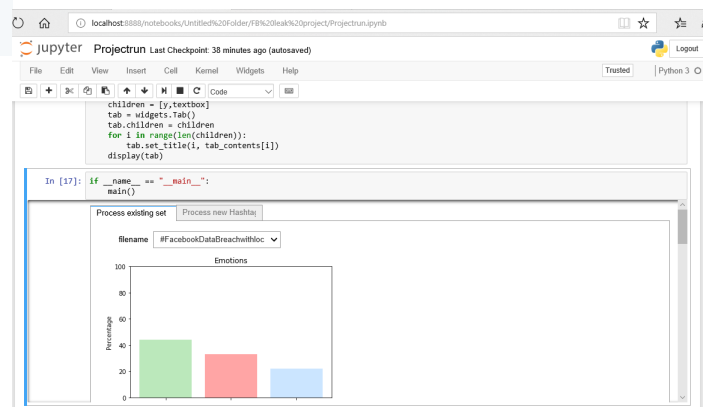 localhost:8888/notebooks/Untitled%20Folder/FB%20leak%20project/Projectrun.ipynb
jupyter Projectrun Last Checkpoint: 38 minutes ago (autosaved)
Logout
File Edit View Insert Cell Kernel Widgets Help
Trusted Python 3
Code
children = [y,textbox]
tab = widgets.Tab()
tab.children = children
for i in range(len(children)):
tab.set_title(i, tab_contents[i])
display(tab)
In [17]: if __name__ == "__main__":
main()
Process existing set Process new Hashtag
filename #FacebookDataBreachwithloc
Emotions
100
80
60
40
20
0
Percentage